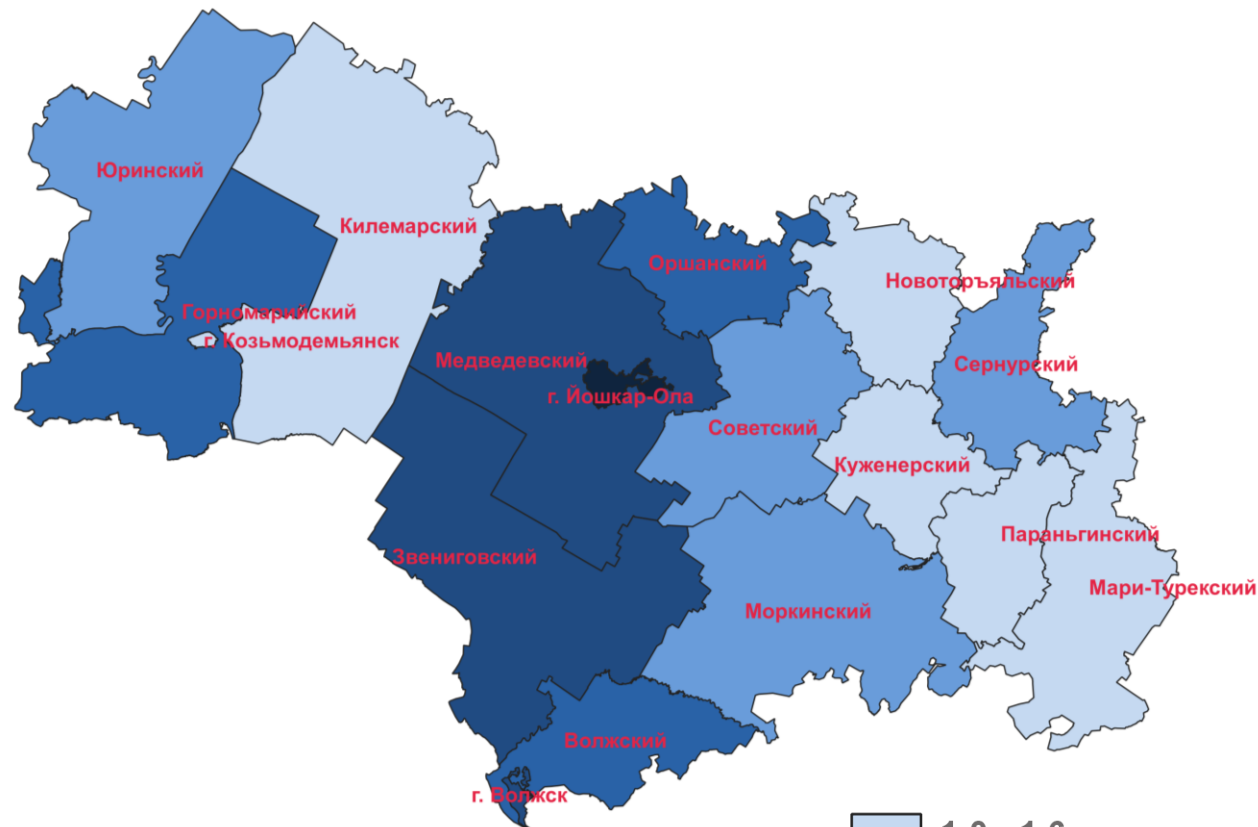 Юринский
Килемарский
Оршанский
Новоторъяльский
Горномарийский
г. Козьмодемьянск
Медведевский
Сернурский
г. Йошкар-Ола
Советский
Куженерский
Параньгинский
Звениговский
Мари-Турекский
Моркинский
Волжский
г. Волжск